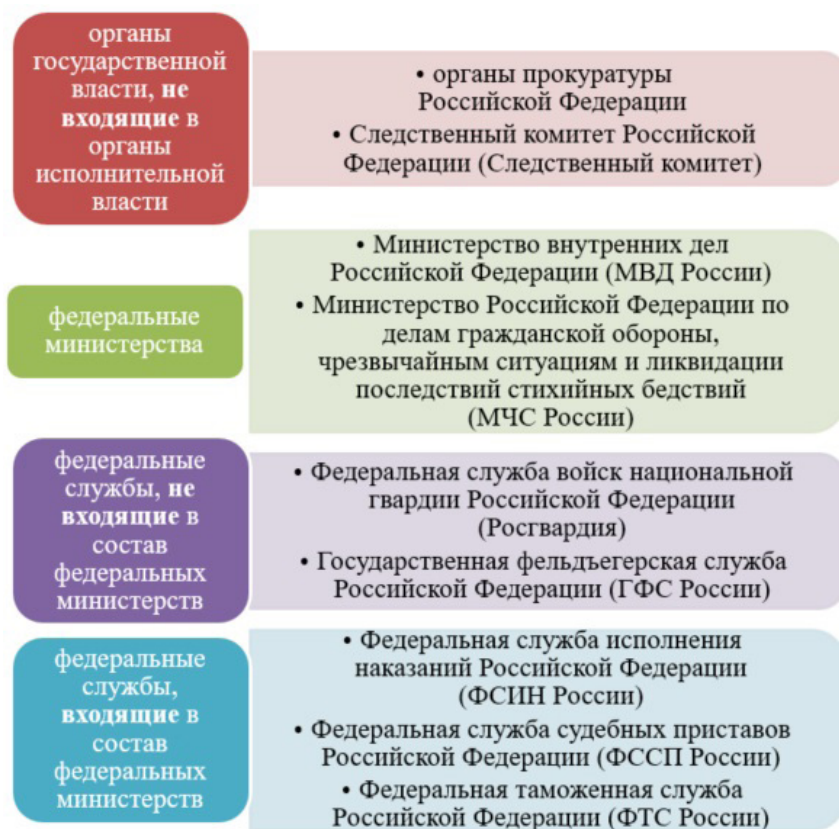 органы
государственной
власти, не
входящие в
органы
исполнительной
власти
• органы прокуратуры
Российской Федерации
• Следственный комитет Российской
Федерации (Следственный комитет)
федеральные
министерства
• Министерство внутренних дел
Российской Федерации (МВД России)
• Министерство Российской Федерации по
делам гражданской обороны,
чрезвычайным ситуациям и ликвидации
последствий стихийных бедствий
(МЧС России)
федеральные
службы, не
входящие в
состав
федеральных
министерств
• Федеральная служба войск национальной
гвардии Российской Федерации
(Росгвардия)
• Государственная фельдъегерская служба
Российской Федерации (ГФС России)
федеральные
службы,
входящие в
состав
федеральных
министерств
• Федеральная служба исполнения
наказаний Российской Федерации
(ФСИН России)
• Федеральная служба судебных приставов
Российской Федерации (ФССП России)
• Федеральная таможенная служба
Российской Федерации (ФТС России)